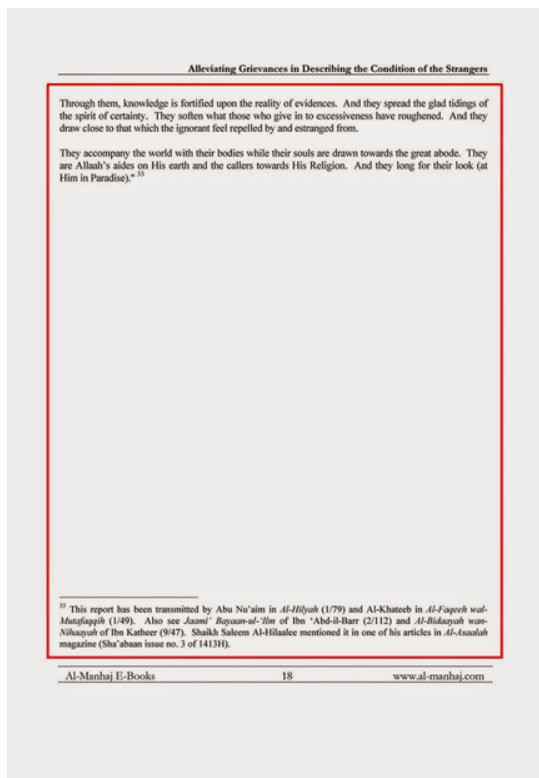 Alleviating Grievances in Describing the Condition of the Strangers
Through them, knowledge is fortified upon the reality of evidences. And they spread the glad tidings of
the spirit of certainty. They soften what those who give in to excessiveness have roughened. And they
draw close to that which the ignorant feel repelled by and estranged from.
They accompany the world with their bodies while their souls are drawn towards the great abode. They
are Allaah's aides on His earth and the callers towards His Religion. And they long for their look (at
Him in Paradise)." 33
33 This report has been transmitted by Abu Nu'aim in Al-Hilyah (1/79) and Al-Khateeb in Al-Faqeeh wal-
Mutafaqqih (1/49). Also see Jaami' Bayaan-ul-'Ilm of Ibn 'Abd-il-Barr (2/112) and Al-Bidaayah wan-
Nihaayah of Ibn Katheer (9/47). Shaikh Saleem Al-Hilaalee mentioned it in one of his articles in Al-Asaalah
magazine (Sha'abaan issue no. 3 of 1413H).
Al-Manhaj E-Books 18 www.al-manhaj.com